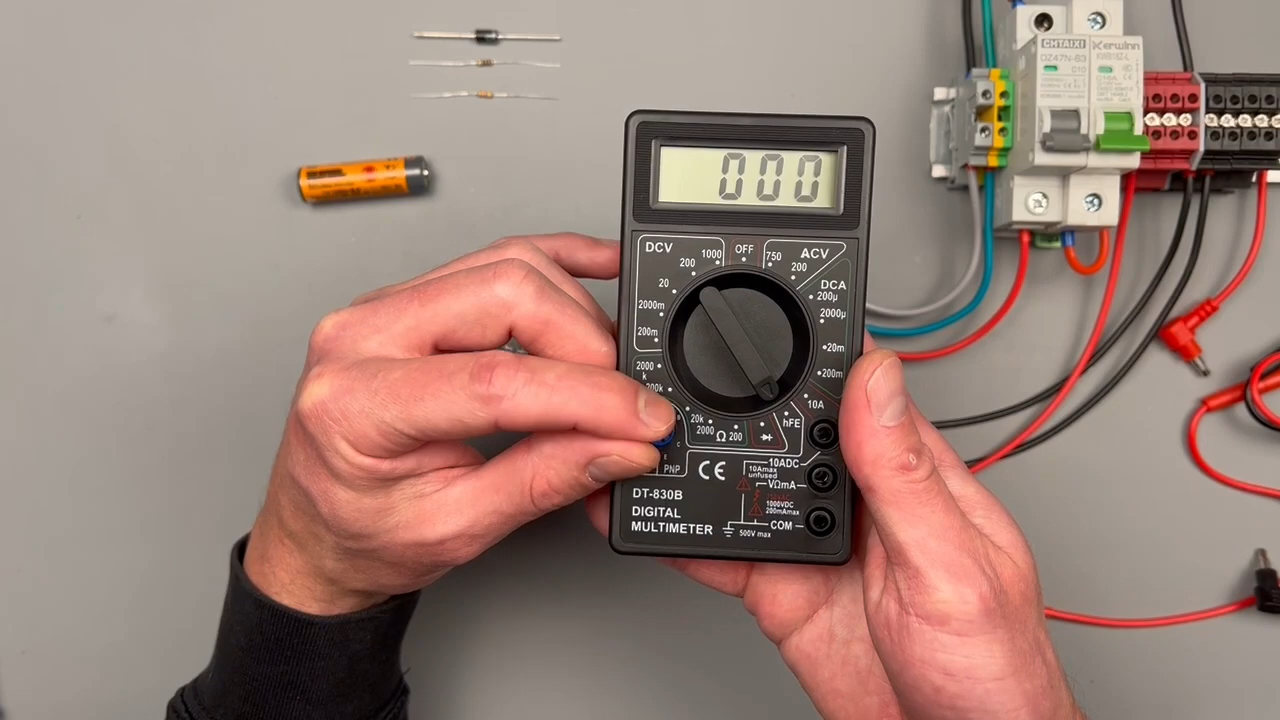 CHTAIXI
DZ47N-63
C10
Kerwinn
000
DCV
1000
200
20
2000m
200m
OFF
750
ACV
200
DCA
200µ
2000µ
20m
200m
10A
hFE
2000
k
200k
20k
2000
Ω
200
C
PNP
CE
10ADC
10Amax
unfused
VΩmA
1000VDC
200mAmax
COM
500V max
DT-830B
DIGITAL
MULTIMETER